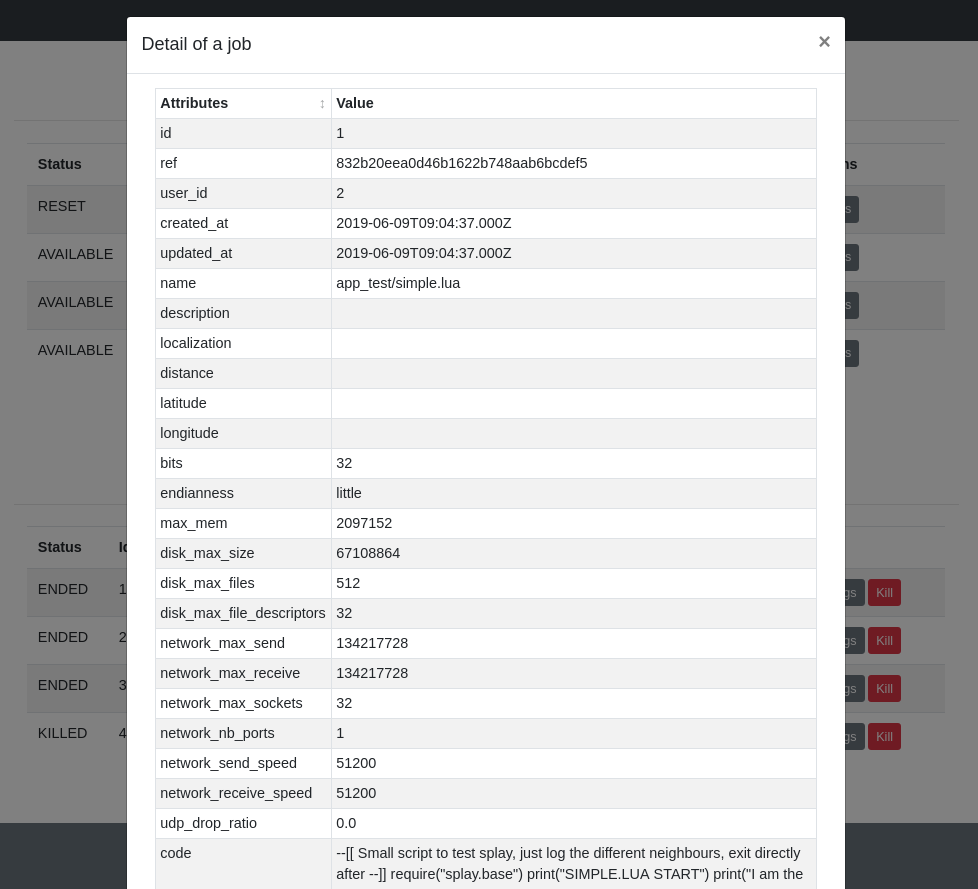 Detail of a job ×
Attributes ↕ Value
id 1
ref 832b20eea0d46b1622b748aab6bcdef5
user_id 2
created_at 2019-06-09T09:04:37.000Z
updated_at 2019-06-09T09:04:37.000Z
name app_test/simple.lua
description
localization
distance
latitude
longitude
bits 32
endianness little
max_mem 2097152
disk_max_size 67108864
disk_max_files 512
disk_max_file_descriptors 32
network_max_send 134217728
network_max_receive 134217728
network_max_sockets 32
network_nb_ports 1
network_send_speed 51200
network_receive_speed 51200
udp_drop_ratio 0.0
code --[[ Small script to test splay, just log the different neighbours, exit directly
after --]] require("splay.base") print("SIMPLE.LUA START") print("I am the
Status
RESET
AVAILABLE
AVAILABLE
AVAILABLE
Status
ENDED 1 Kill
ENDED 2 Kill
ENDED 3 Kill
KILLED 4 Kill